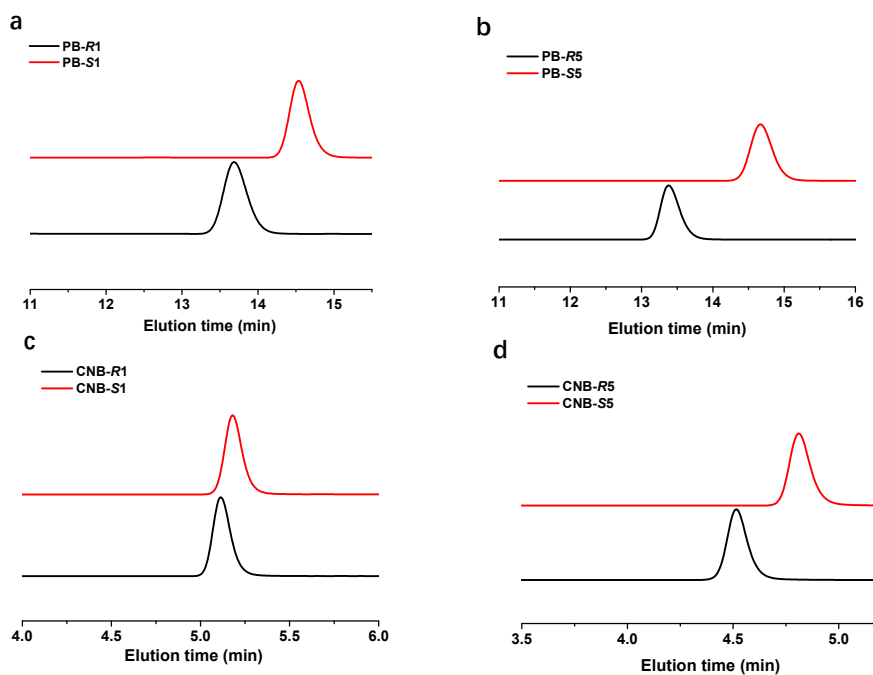 a
PB-R1
PB-S1
11 12 13 14 15
Elution time (min)
b
PB-R5
PB-S5
11 12 13 14 15 16
Elution time (min)
c
CNB-R1
CNB-S1
4.0 4.5 5.0 5.5 6.0
Elution time (min)
d
CNB-R5
CNB-S5
3.5 4.0 4.5 5.0
Elution time (min)